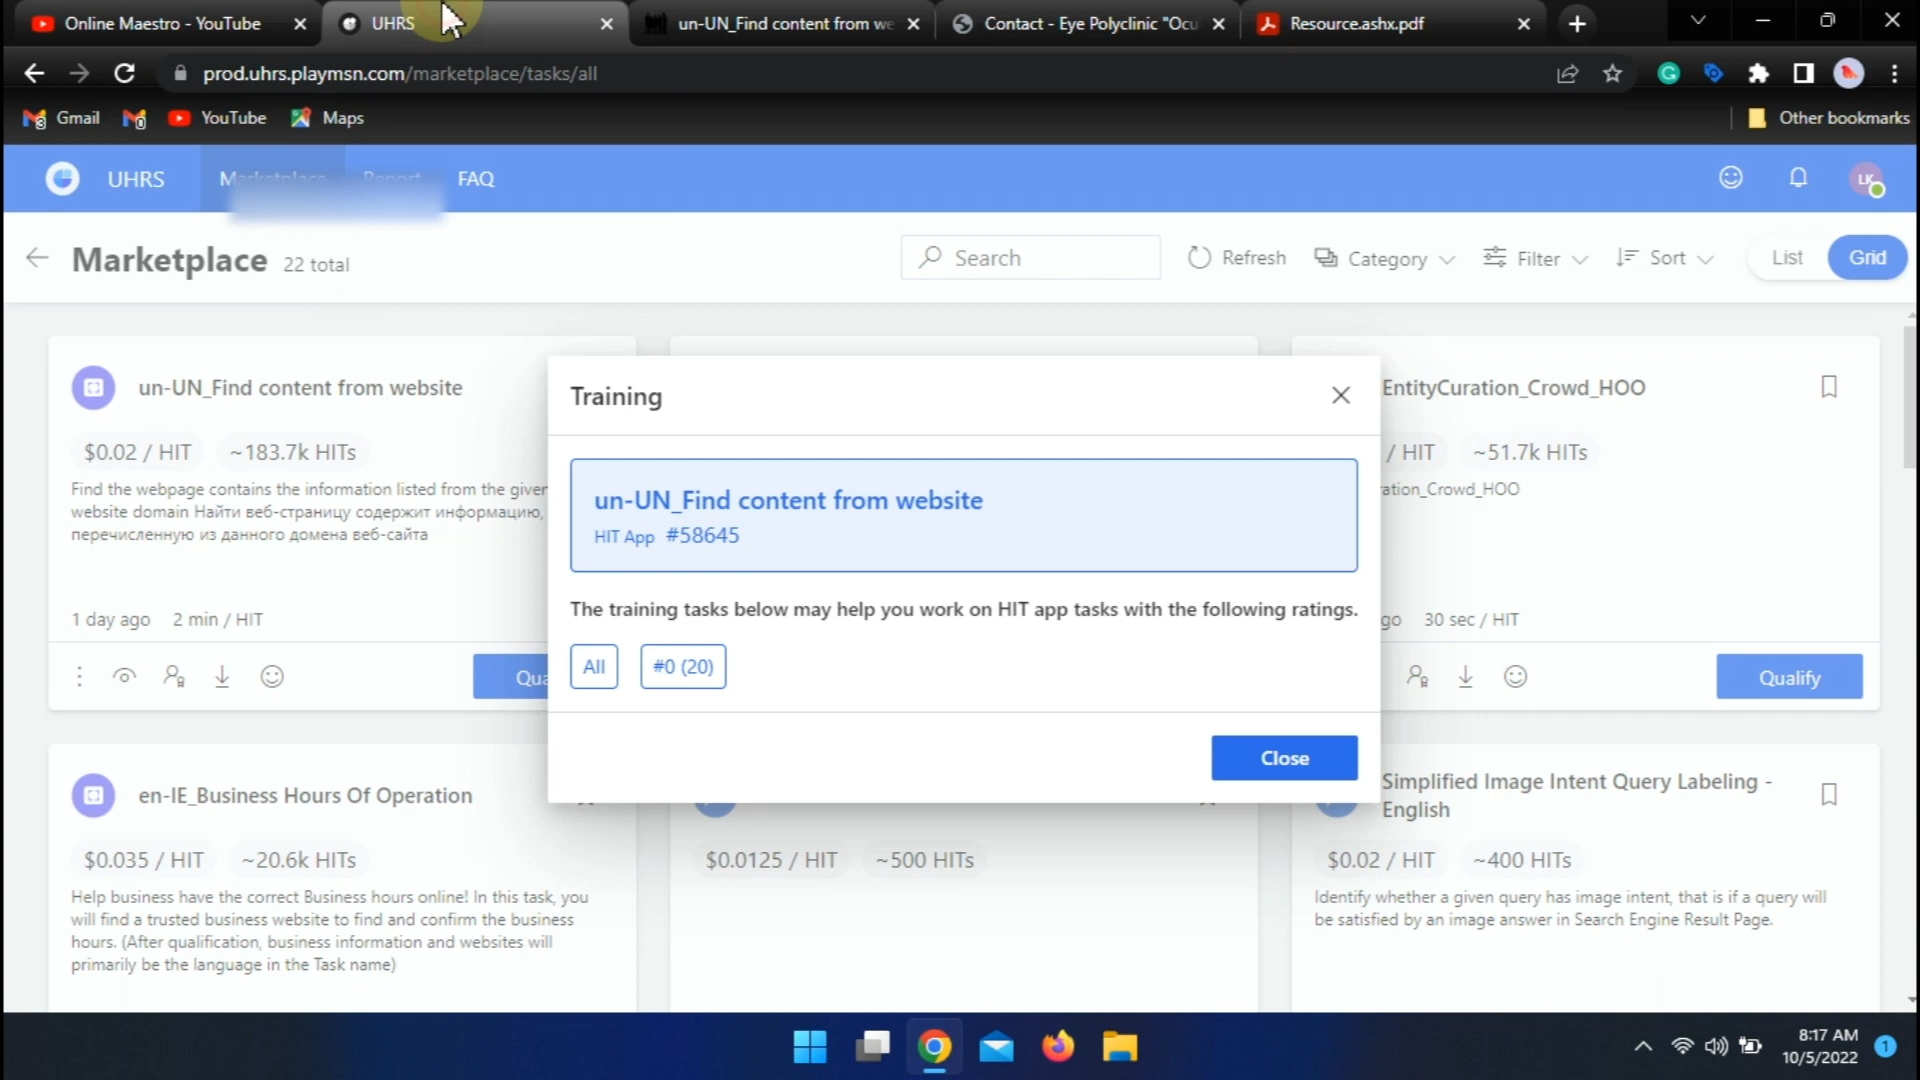 Online Maestro - YouTube
UHRS
un-UN_Find content from we
Contact - Eye Polyclinic "Ocu
Resource.ashx.pdf
prod.uhrs.playmsn.com/marketplace/tasks/all
Gmail
YouTube
Maps
Other bookmarks
UHRS
Marketplace
Report
FAQ
LK
Marketplace 22 total
Search
Refresh
Category
Filter
Sort
List
Grid
un-UN_Find content from website
$0.02 / HIT
~183.7k HITs
Find the webpage contains the information listed from the given
website domain Найти веб-страницу содержит информацию,
перечисленную из данного домена веб-сайта
1 day ago 2 min / HIT
Qua
Training
un-UN_Find content from website
HIT App #58645
The training tasks below may help you work on HIT app tasks with the following ratings.
All
#0 (20)
Close
EntityCuration_Crowd_HOO
/ HIT
~51.7k HITs
ation_Crowd_HOO
go 30 sec / HIT
Qualify
en-IE_Business Hours Of Operation
$0.035 / HIT
~20.6k HITs
Help business have the correct Business hours online! In this task, you
will find a trusted business website to find and confirm the business
hours. (After qualification, business information and websites will
primarily be the language in the Task name)
$0.0125 / HIT
~500 HITs
Simplified Image Intent Query Labeling -
English
$0.02 / HIT
~400 HITs
Identify whether a given query has image intent, that is if a query will
be satisfied by an image answer in Search Engine Result Page.
8:17 AM
10/5/2022
1